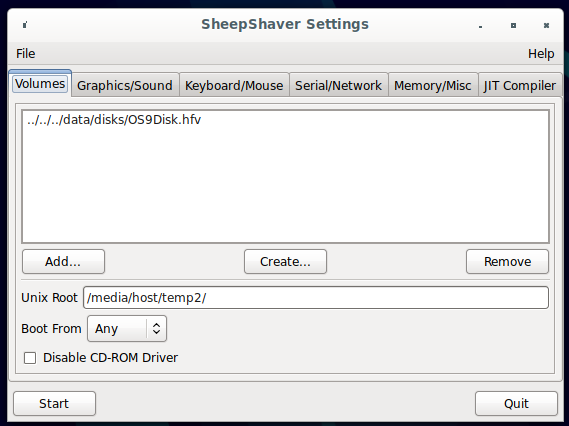 SheepShaver Settings
File Help
Volumes Graphics/Sound Keyboard/Mouse Serial/Network Memory/Misc JIT Compiler
../../../data/disks/OS9Disk.hfv
Add... Create... Remove
Unix Root /media/host/temp2/
Boot From Any
Disable CD-ROM Driver
Start Quit